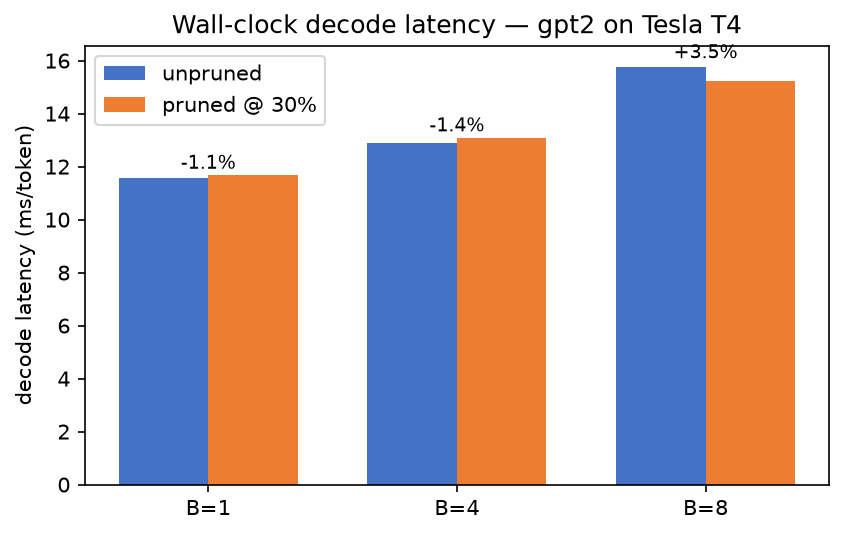 Wall-clock decode latency — gpt2 on Tesla T4
unpruned
pruned @ 30%
-1.1%
-1.4%
+3.5%
decode latency (ms/token)
16
14
12
10
8
6
4
2
0
B=1
B=4
B=8